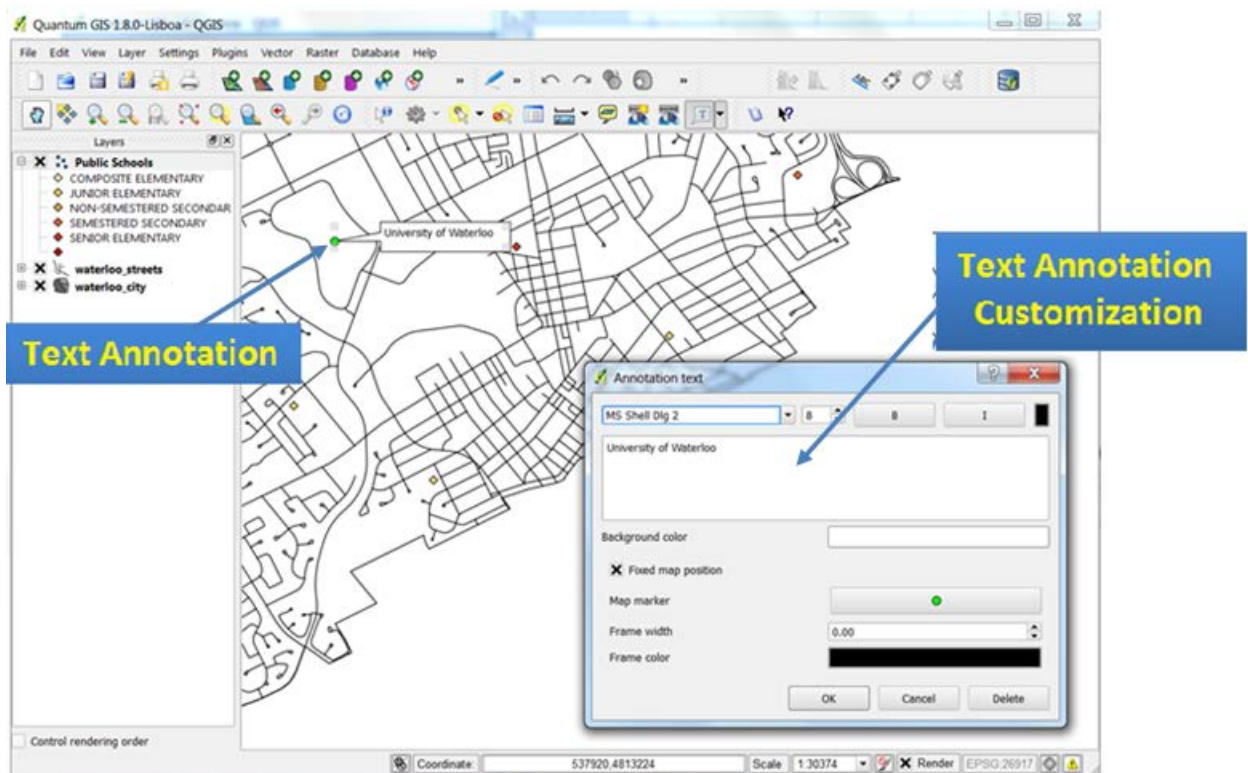 Quantum GIS 1.8.0-Lisboa - QGIS
File Edit View Layer Settings Plugins Vector Raster Database Help
Layers
Public Schools
COMPOSITE ELEMENTARY
JUNIOR ELEMENTARY
NON-SEMESTERED SECONDAR
SEMESTERED SECONDARY
SENIOR ELEMENTARY
waterloo_streets
waterloo_city
University of Waterloo
Text Annotation
Text Annotation
Customization
Annotation text
MS Shell Dlg 2 8 B I
University of Waterloo
Background color
Fixed map position
Map marker
Frame width 0.00
Frame color
OK Cancel Delete
Control rendering order
Coordinate: 537920,4813224 Scale 1:30374 Render EPSG:26917